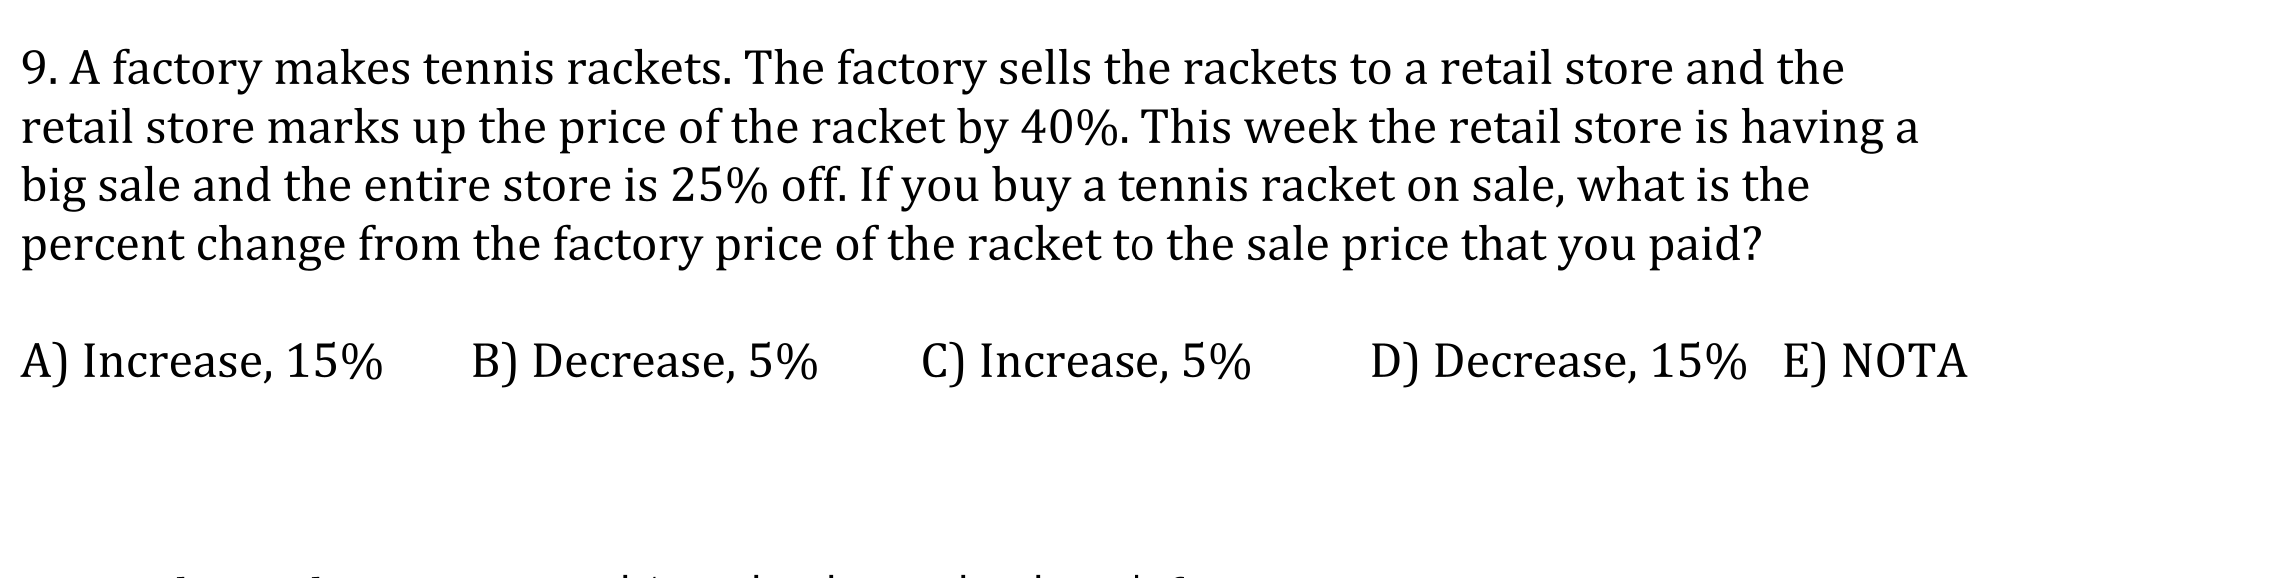 9. A factory makes tennis rackets. The factory sells the rackets to a retail store and the
retail store marks up the price of the racket by 40%. This week the retail store is having a
big sale and the entire store is 25% off. If you buy a tennis racket on sale, what is the
percent change from the factory price of the racket to the sale price that you paid?
A) Increase, 15% B) Decrease, 5% C) Increase, 5% D) Decrease, 15% E) NOTA